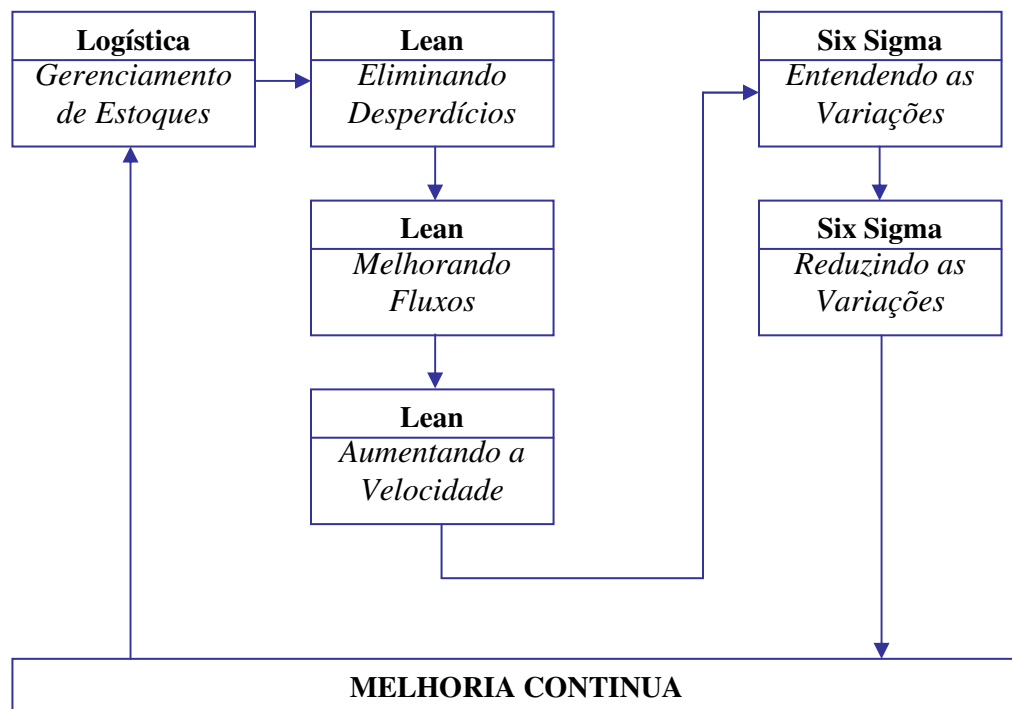 Logística
Gerenciamento
de Estoques
Lean
Eliminando
Desperdícios
Lean
Melhorando
Fluxos
Lean
Aumentando a
Velocidade
Six Sigma
Entendendo as
Variações
Six Sigma
Reduzindo as
Variações
MELHORIA CONTINUA